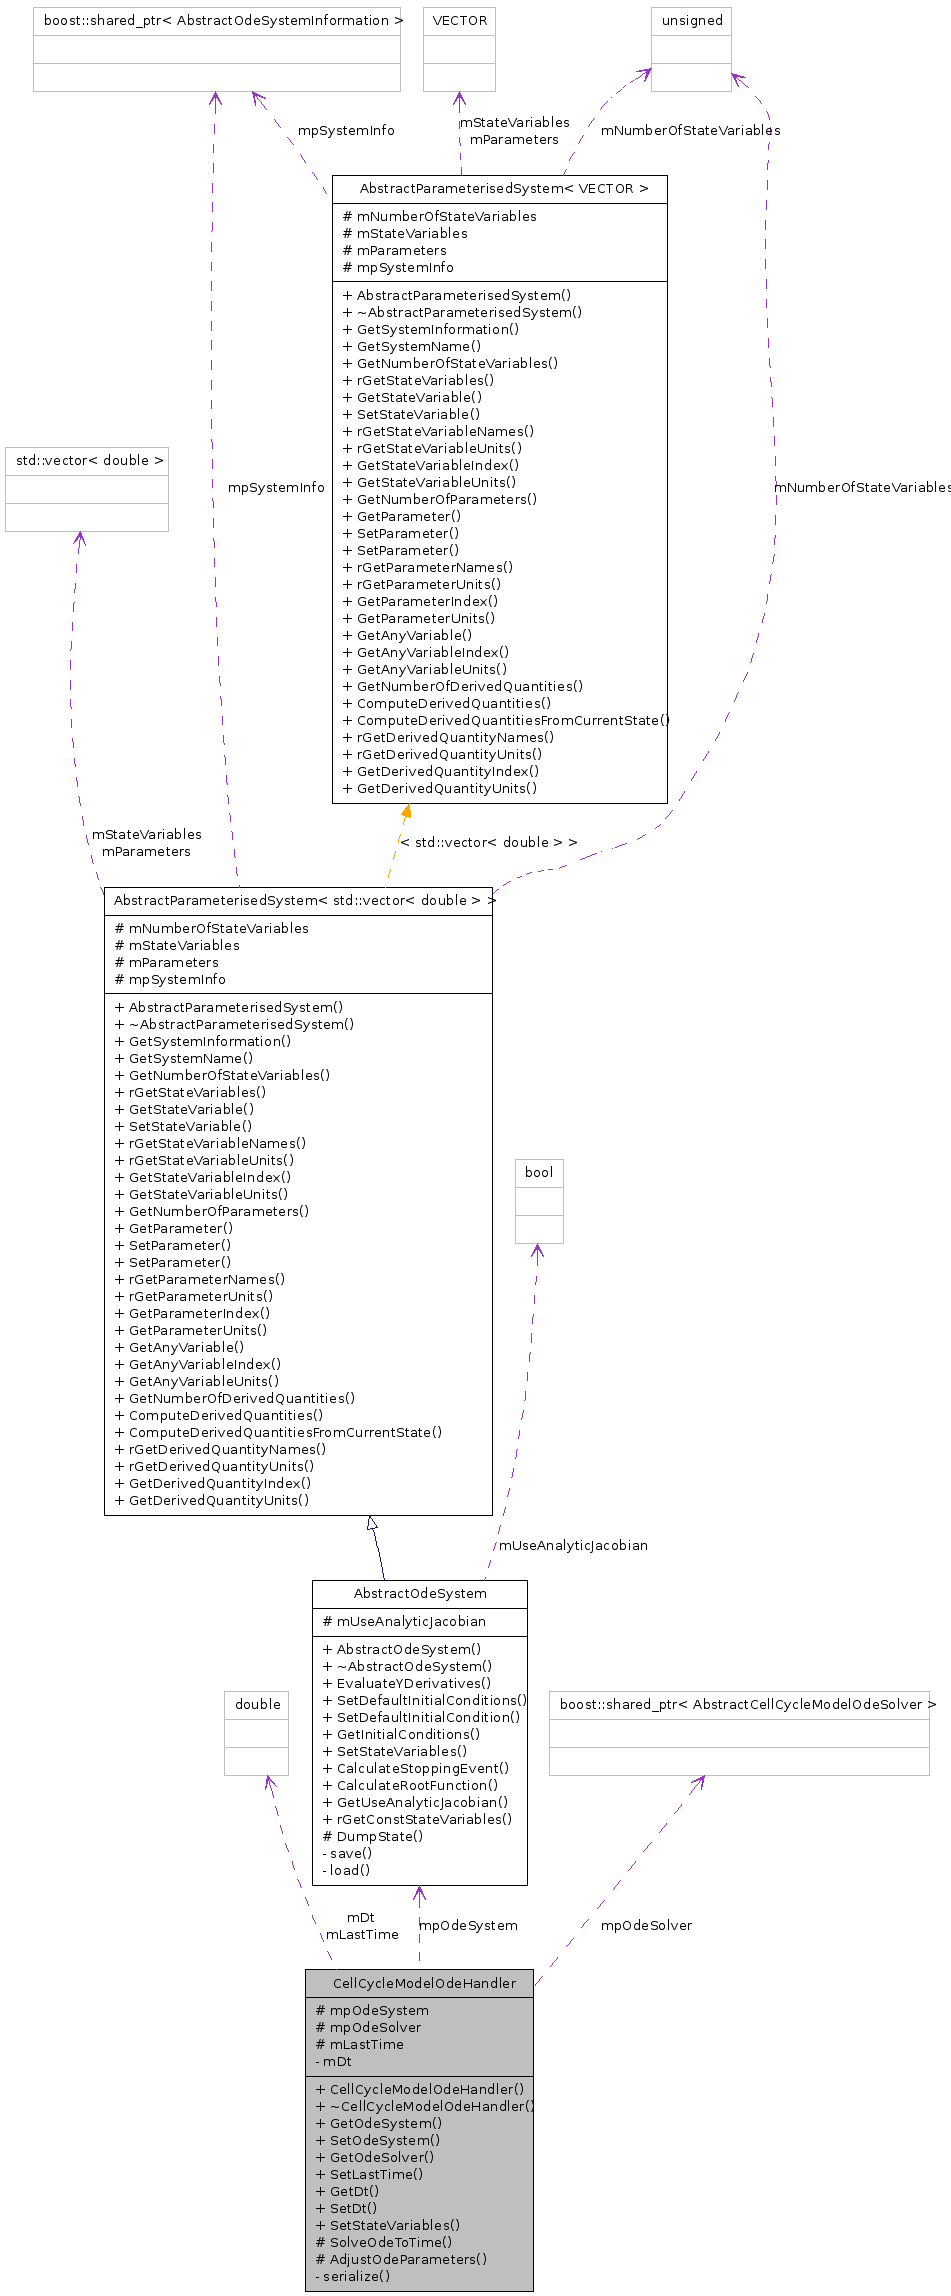 boost::shared_ptr< AbstractOdeSystemInformation >
VECTOR
unsigned
mpSystemInfo
mStateVariables
mParameters
mNumberOfStateVariables
AbstractParameterisedSystem< VECTOR >
# mNumberOfStateVariables
# mStateVariables
# mParameters
# mpSystemInfo
+ AbstractParameterisedSystem()
+ ~AbstractParameterisedSystem()
+ GetSystemInformation()
+ GetSystemName()
+ GetNumberOfStateVariables()
+ rGetStateVariables()
+ GetStateVariable()
+ SetStateVariable()
+ rGetStateVariableNames()
+ rGetStateVariableUnits()
+ GetStateVariableIndex()
+ GetStateVariableUnits()
+ GetNumberOfParameters()
+ GetParameter()
+ SetParameter()
+ SetParameter()
+ rGetParameterNames()
+ rGetParameterUnits()
+ GetParameterIndex()
+ GetParameterUnits()
+ GetAnyVariable()
+ GetAnyVariableIndex()
+ GetAnyVariableUnits()
+ GetNumberOfDerivedQuantities()
+ ComputeDerivedQuantities()
+ ComputeDerivedQuantitiesFromCurrentState()
+ rGetDerivedQuantityNames()
+ rGetDerivedQuantityUnits()
+ GetDerivedQuantityIndex()
+ GetDerivedQuantityUnits()
std::vector< double >
mpSystemInfo
mNumberOfStateVariables
mStateVariables
mParameters
< std::vector< double > >
AbstractParameterisedSystem< std::vector< double > >
# mNumberOfStateVariables
# mStateVariables
# mParameters
# mpSystemInfo
+ AbstractParameterisedSystem()
+ ~AbstractParameterisedSystem()
+ GetSystemInformation()
+ GetSystemName()
+ GetNumberOfStateVariables()
+ rGetStateVariables()
+ GetStateVariable()
+ SetStateVariable()
+ rGetStateVariableNames()
+ rGetStateVariableUnits()
+ GetStateVariableIndex()
+ GetStateVariableUnits()
+ GetNumberOfParameters()
+ GetParameter()
+ SetParameter()
+ SetParameter()
+ rGetParameterNames()
+ rGetParameterUnits()
+ GetParameterIndex()
+ GetParameterUnits()
+ GetAnyVariable()
+ GetAnyVariableIndex()
+ GetAnyVariableUnits()
+ GetNumberOfDerivedQuantities()
+ ComputeDerivedQuantities()
+ ComputeDerivedQuantitiesFromCurrentState()
+ rGetDerivedQuantityNames()
+ rGetDerivedQuantityUnits()
+ GetDerivedQuantityIndex()
+ GetDerivedQuantityUnits()
bool
mUseAnalyticJacobian
AbstractOdeSystem
# mUseAnalyticJacobian
+ AbstractOdeSystem()
+ ~AbstractOdeSystem()
+ EvaluateYDerivatives()
+ SetDefaultInitialConditions()
+ SetDefaultInitialCondition()
+ GetInitialConditions()
+ SetStateVariables()
+ CalculateStoppingEvent()
+ CalculateRootFunction()
+ GetUseAnalyticJacobian()
+ rGetConstStateVariables()
# DumpState()
- save()
- load()
double
boost::shared_ptr< AbstractCellCycleModelOdeSolver >
mDt
mLastTime
mpOdeSystem
mpOdeSolver
CellCycleModelOdeHandler
# mpOdeSystem
# mpOdeSolver
# mLastTime
- mDt
+ CellCycleModelOdeHandler()
+ ~CellCycleModelOdeHandler()
+ GetOdeSystem()
+ SetOdeSystem()
+ GetOdeSolver()
+ SetLastTime()
+ GetDt()
+ SetDt()
+ SetStateVariables()
# SolveOdeToTime()
# AdjustOdeParameters()
- serialize()